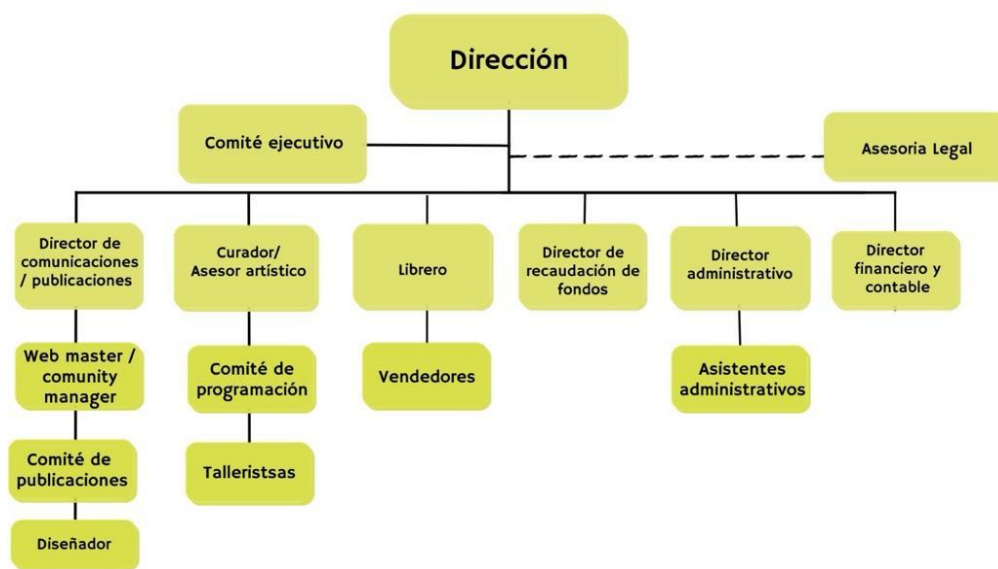 Dirección
Comité ejecutivo
Asesoría Legal
Director de
comunicaciones
/ publicaciones
Curador/
Asesor artístico
Librero
Director de
recaudación de
fondos
Director
administrativo
Director
financiero y
contable
Web master /
comunity
manager
Comité de
programación
Vendedores
Asistentes
administrativos
Comité de
publicaciones
Talleristsas
Diseñador